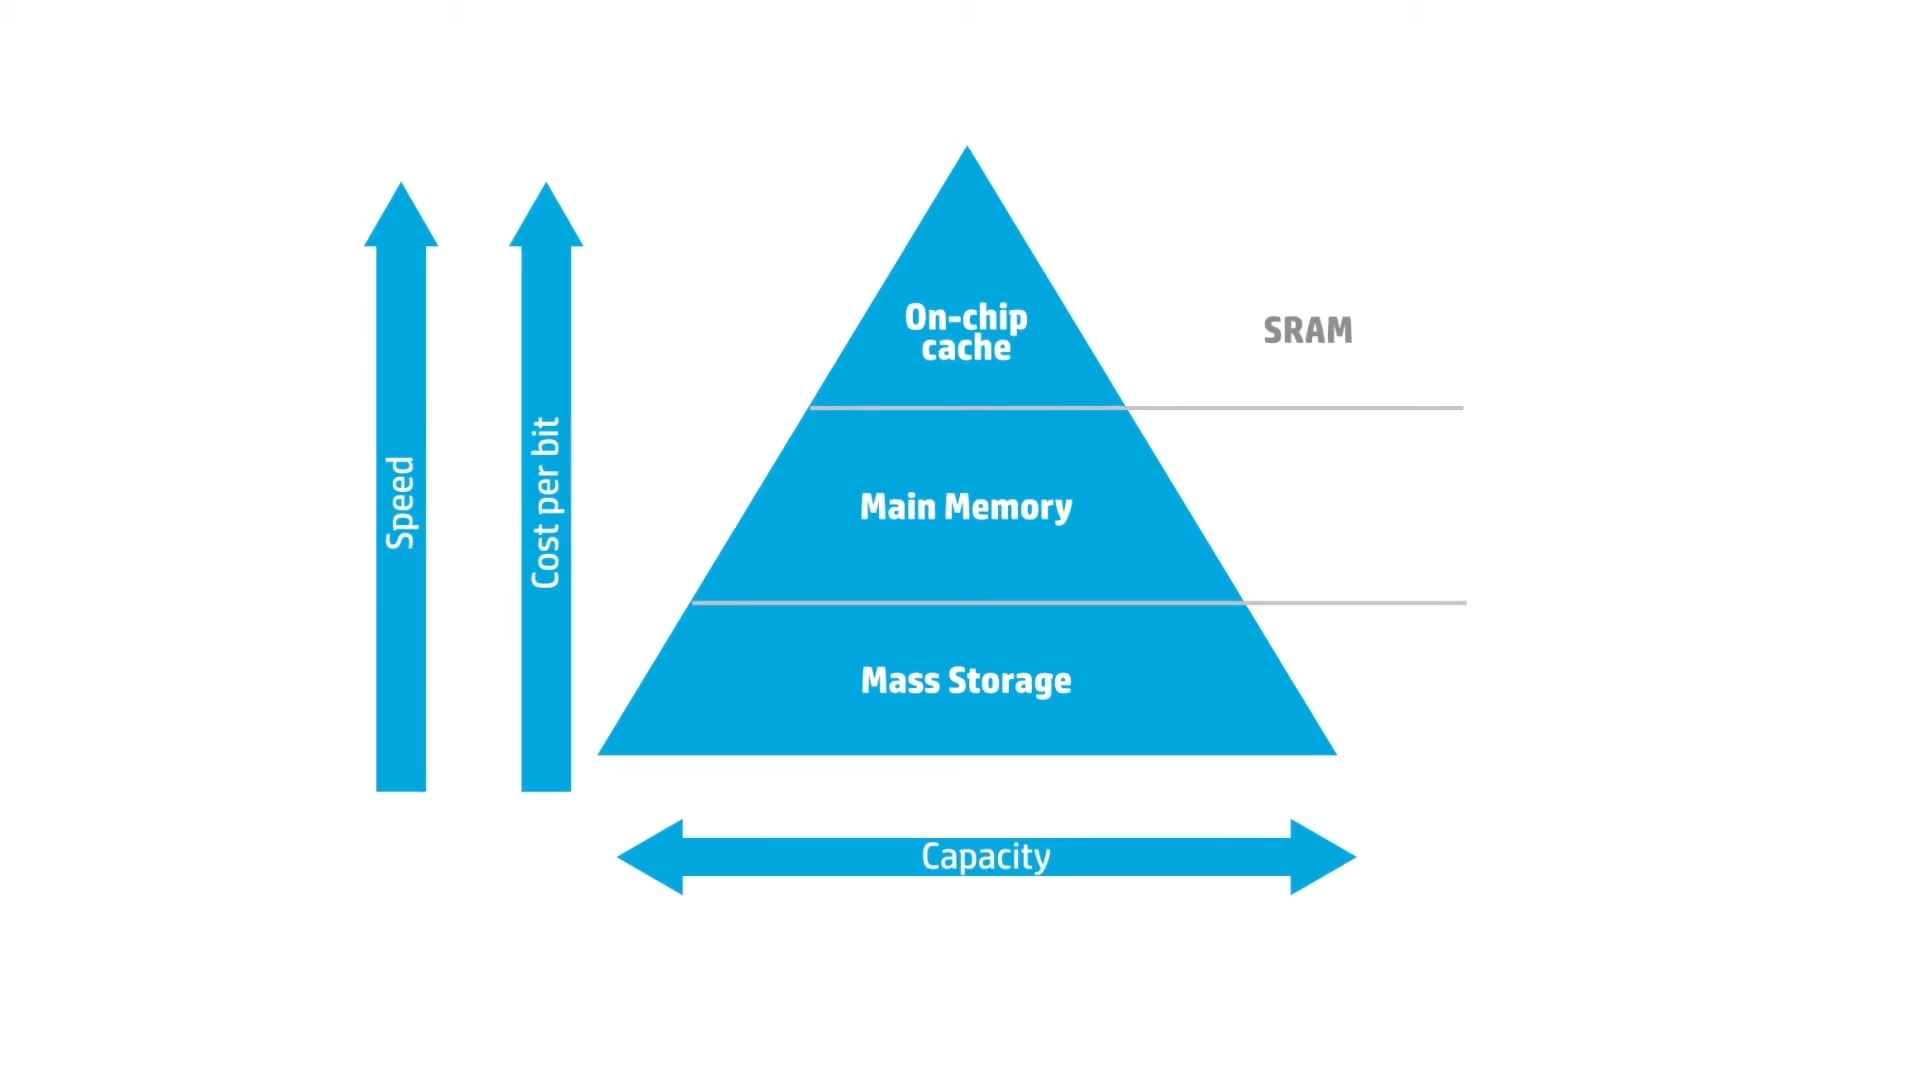 On-chip
cache
SRAM
Speed
Cost per bit
Main Memory
Mass Storage
Capacity